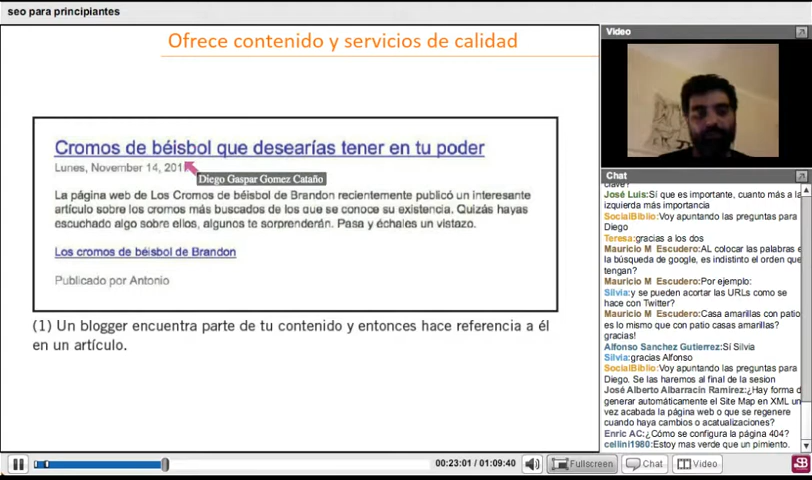 seo para principiantes
Ofrece contenido y servicios de calidad
Cromos de béisbol que desearías tener en tu poder
Lunes, November 14, 201
Diego Gaspar Gomez Cataño
La página web de Los Cromos de béisbol de Brandon recientemente publicó un interesante
artículo sobre los cromos más buscados de los que se conoce su existencia. Quizás hayas
escuchado algo sobre ellos, algunos te sorprenderán. Pasa y échales un vistazo.
Los cromos de béisbol de Brandon
Publicado por Antonio
(1) Un blogger encuentra parte de tu contenido y entonces hace referencia a él
en un artículo.
Video
Chat
clave?
José Luis:Sí que es importante, cuanto más a la
izquierda más importancia
SocialBiblio:Voy apuntando las preguntas para
Diego
Teresa:gracias a los dos
Mauricio M Escudero:AL colocar las palabras e
la búsqueda de google, es indistinto el orden que
tengan?
Mauricio M Escudero:Por ejemplo:
Silvia:y se pueden acortar las URLs como se
hace con Twitter?
Mauricio M Escudero:Casa amarillas con patio
es lo mismo que con patio casas amarillas?
gracias!
Alfonso Sanchez Gutierrez:Sí Silvia
Silvia:gracias Alfonso
SocialBiblio:Voy apuntando las preguntas para
Diego. Se las haremos al final de la sesion
José Alberto Albarracin Ramirez:¿Hay forma d
generar automáticamente el Site Map en XML un
vez acabada la página web o que se regenere
cuando haya cambios o acatualizaciones?
Enric AC:¿Cómo se configura la página 404?
cellini1980:Estoy mas verde que un pimiento.
00:23:01 / 01:09:40
Fullscreen
Chat
Video